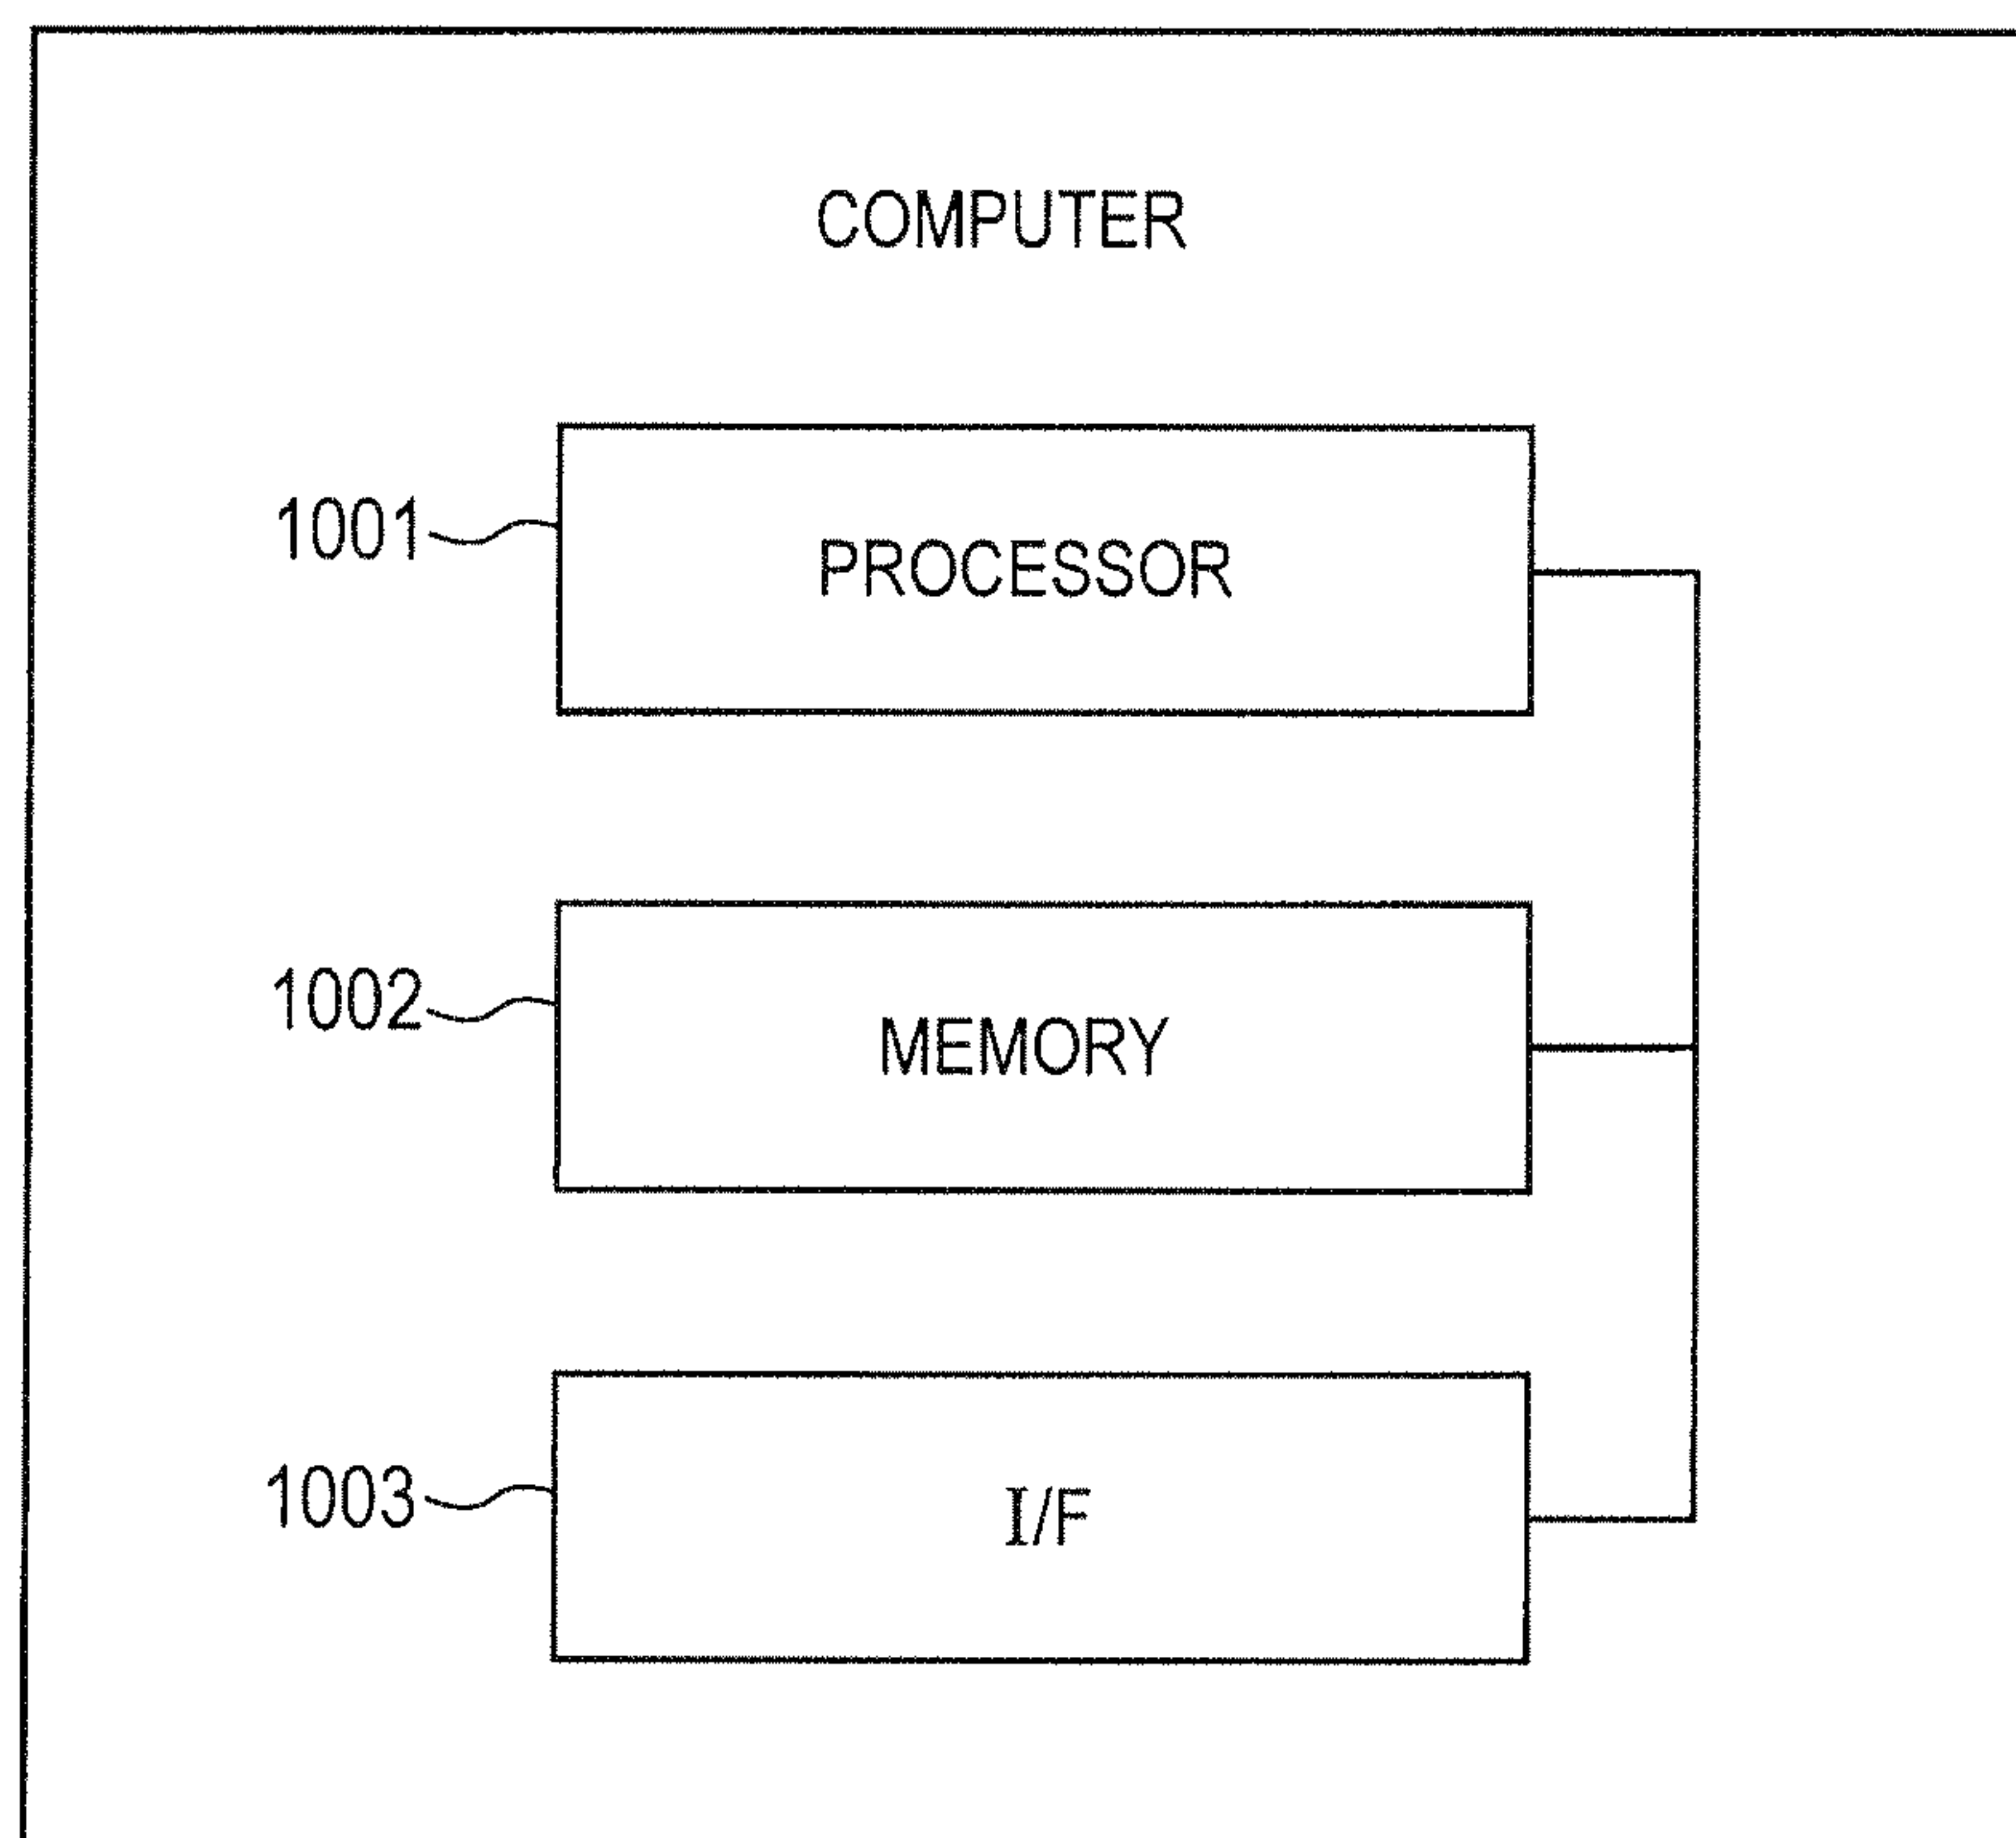 COMPUTER
1001
PROCESSOR
1002
MEMORY
1003
I/F